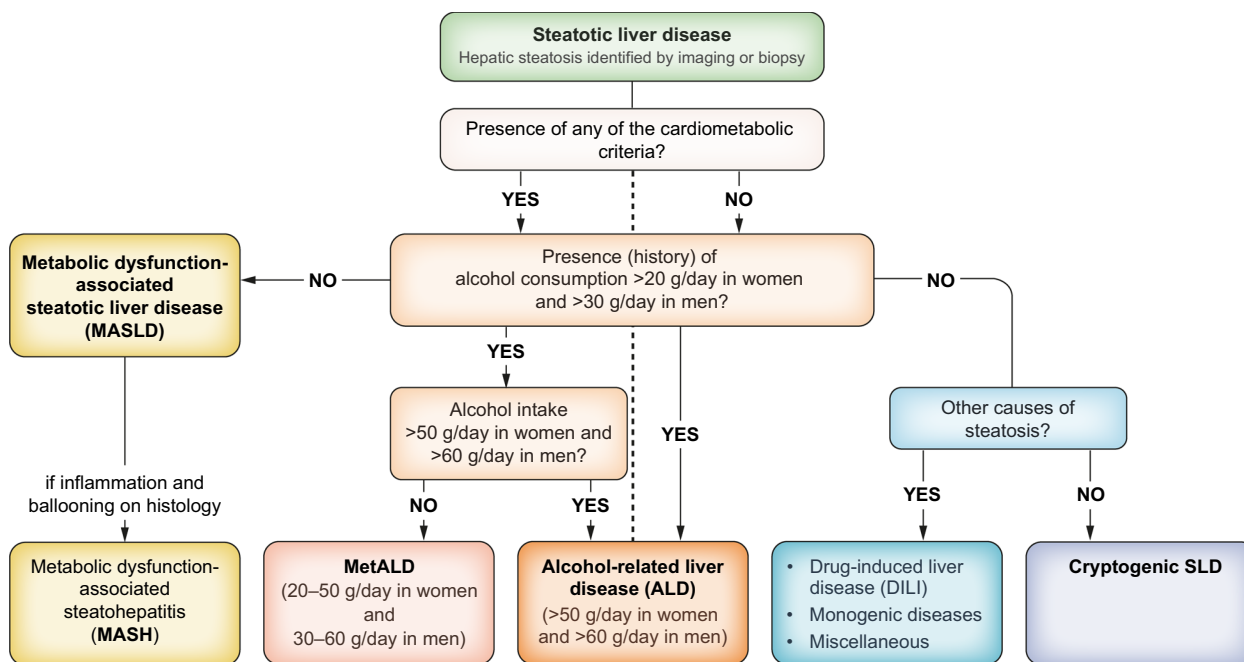 Steatotic liver disease
Hepatic steatosis identified by imaging or biopsy
Presence of any of the cardiometabolic
criteria?
YES
NO
Metabolic dysfunction-
associated
steatotic liver disease
(MASLD)
NO
Presence (history) of
alcohol consumption >20 g/day in women
and >30 g/day in men?
NO
YES
YES
Alcohol intake
>50 g/day in women and
>60 g/day in men?
Other causes of
steatosis?
if inflammation and
ballooning on histology
NO
YES
YES
NO
Metabolic dysfunction-
associated
steatohepatitis
(MASH)
MetALD
(20–50 g/day in women
and
30–60 g/day in men)
Alcohol-related liver
disease (ALD)
(>50 g/day in women
and >60 g/day in men)
• Drug-induced liver
disease (DILI)
• Monogenic diseases
• Miscellaneous
Cryptogenic SLD